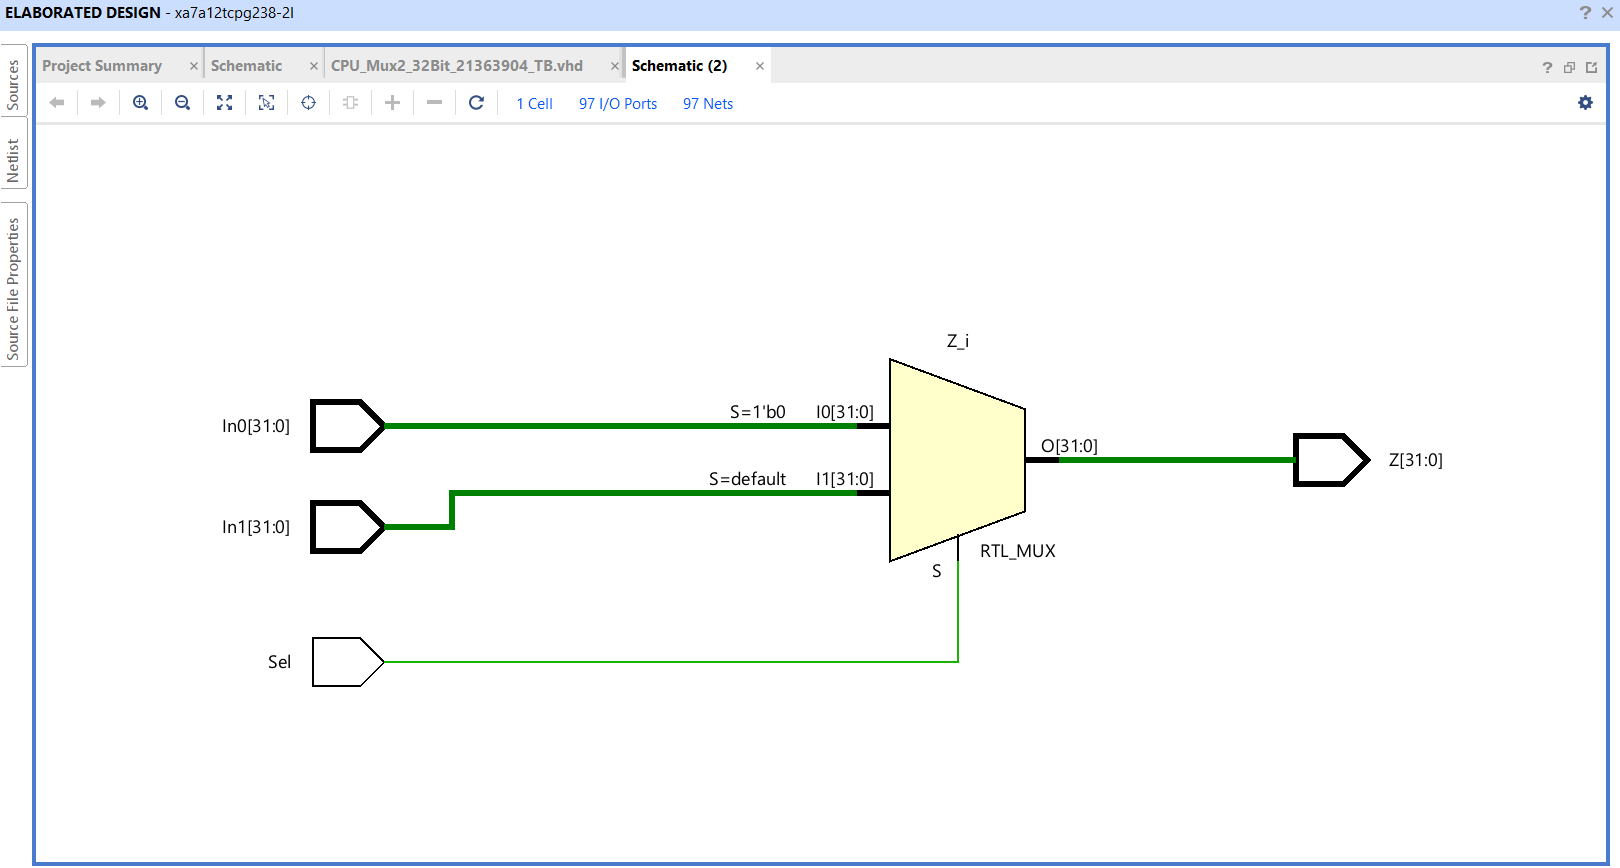 ELABORATED DESIGN - xa7a12tcpg238-2I
Sources
Netlist
Source File Properties
Project Summary
Schematic
CPU_Mux2_32Bit_21363904_TB.vhd
Schematic (2)
1 Cell
97 I/O Ports
97 Nets
Z_i
In0[31:0]
S=1'b0
I0[31:0]
O[31:0]
Z[31:0]
In1[31:0]
S=default
I1[31:0]
RTL_MUX
S
Sel